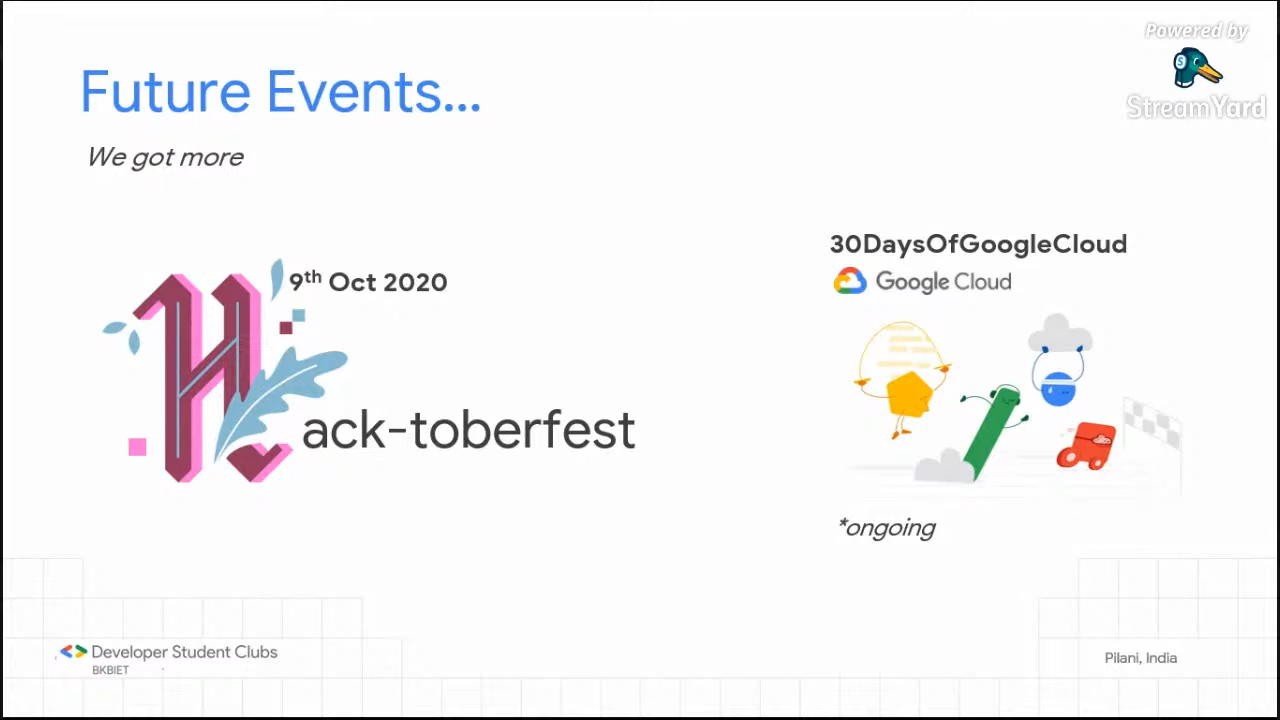 Powered by
StreamYard
Future Events...
We got more
9th Oct 2020
Hack-toberfest
30DaysOfGoogleCloud
Google Cloud
*ongoing
Developer Student Clubs
BKBIET
Pilani, India